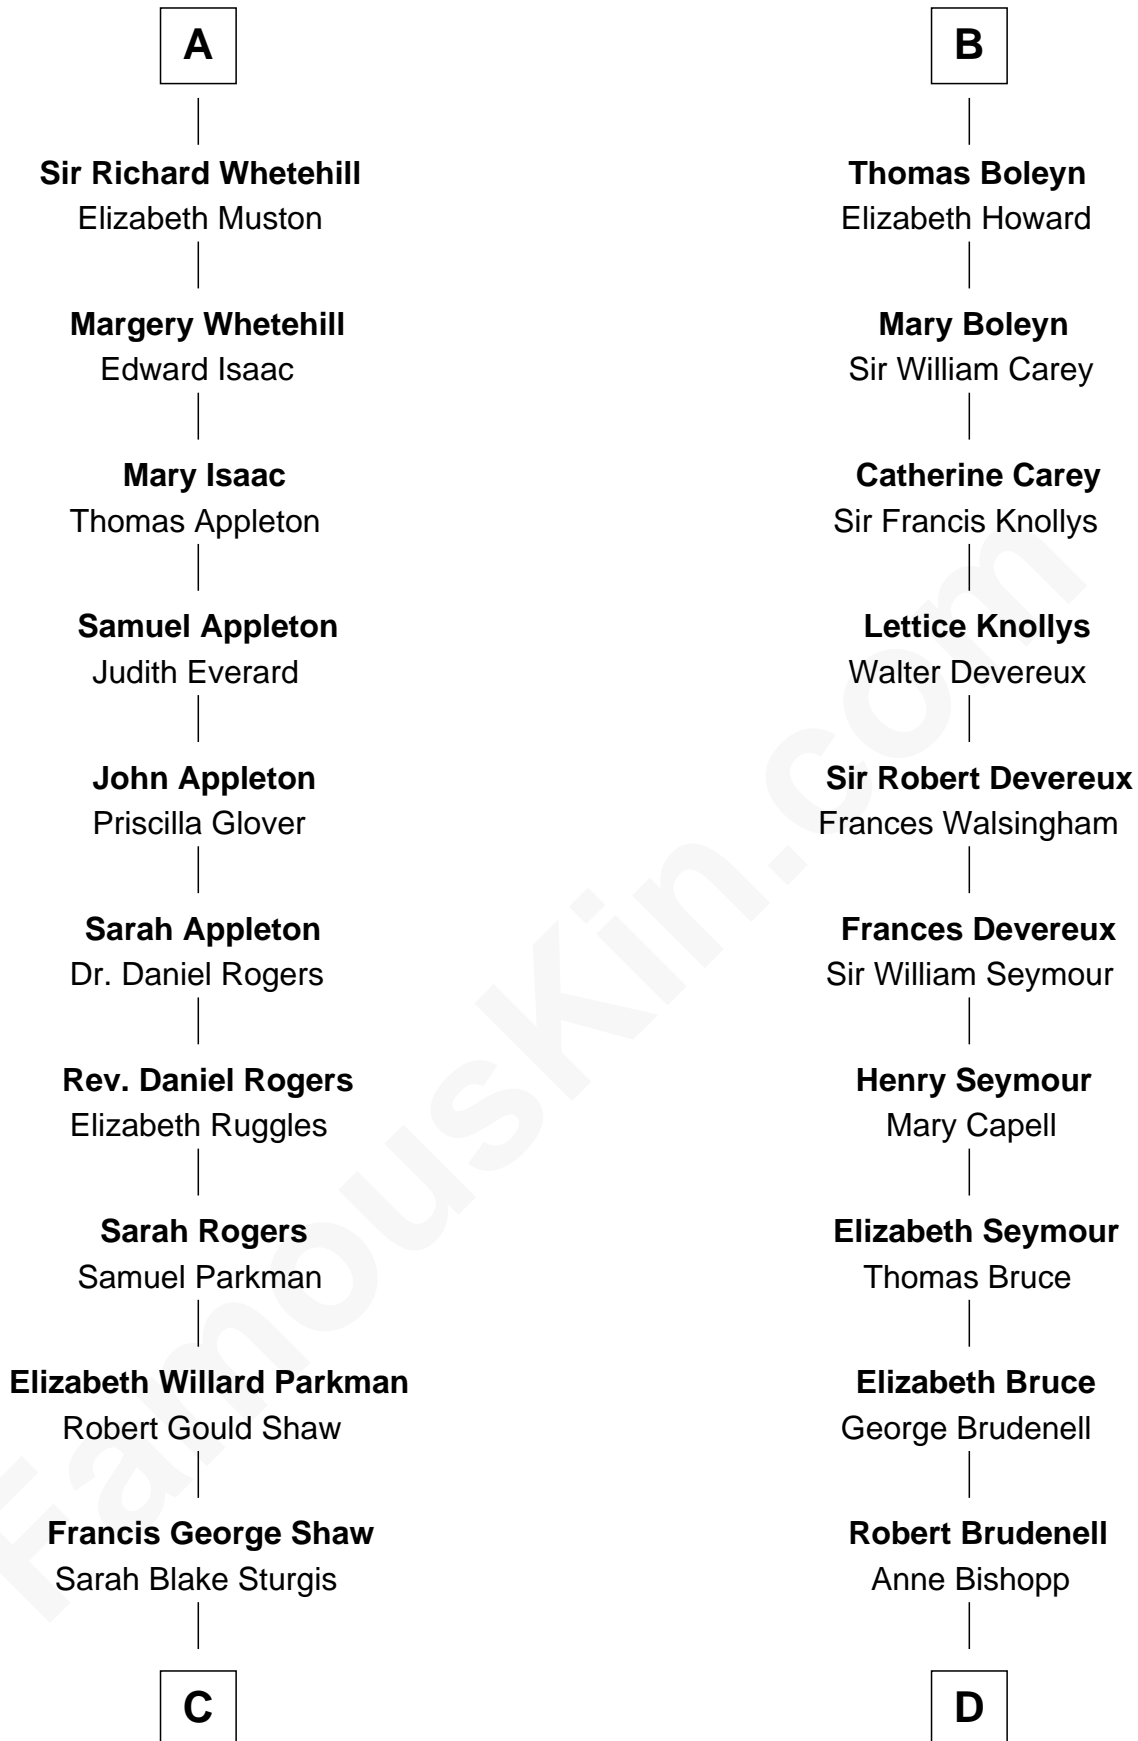 A
Sir Richard Whetehill
Elizabeth Muston
Margery Whetehill
Edward Isaac
Mary Isaac
Thomas Appleton
Samuel Appleton
Judith Everard
John Appleton
Priscilla Glover
Sarah Appleton
Dr. Daniel Rogers
Rev. Daniel Rogers
Elizabeth Ruggles
Sarah Rogers
Samuel Parkman
Elizabeth Willard Parkman
Robert Gould Shaw
Francis George Shaw
Sarah Blake Sturgis
C
B
Thomas Boleyn
Elizabeth Howard
Mary Boleyn
Sir William Carey
Catherine Carey
Sir Francis Knollys
Lettice Knollys
Walter Devereux
Sir Robert Devereux
Frances Walsingham
Frances Devereux
Sir William Seymour
Henry Seymour
Mary Capell
Elizabeth Seymour
Thomas Bruce
Elizabeth Bruce
George Brudenell
Robert Brudenell
Anne Bishopp
D
FamousKin.com